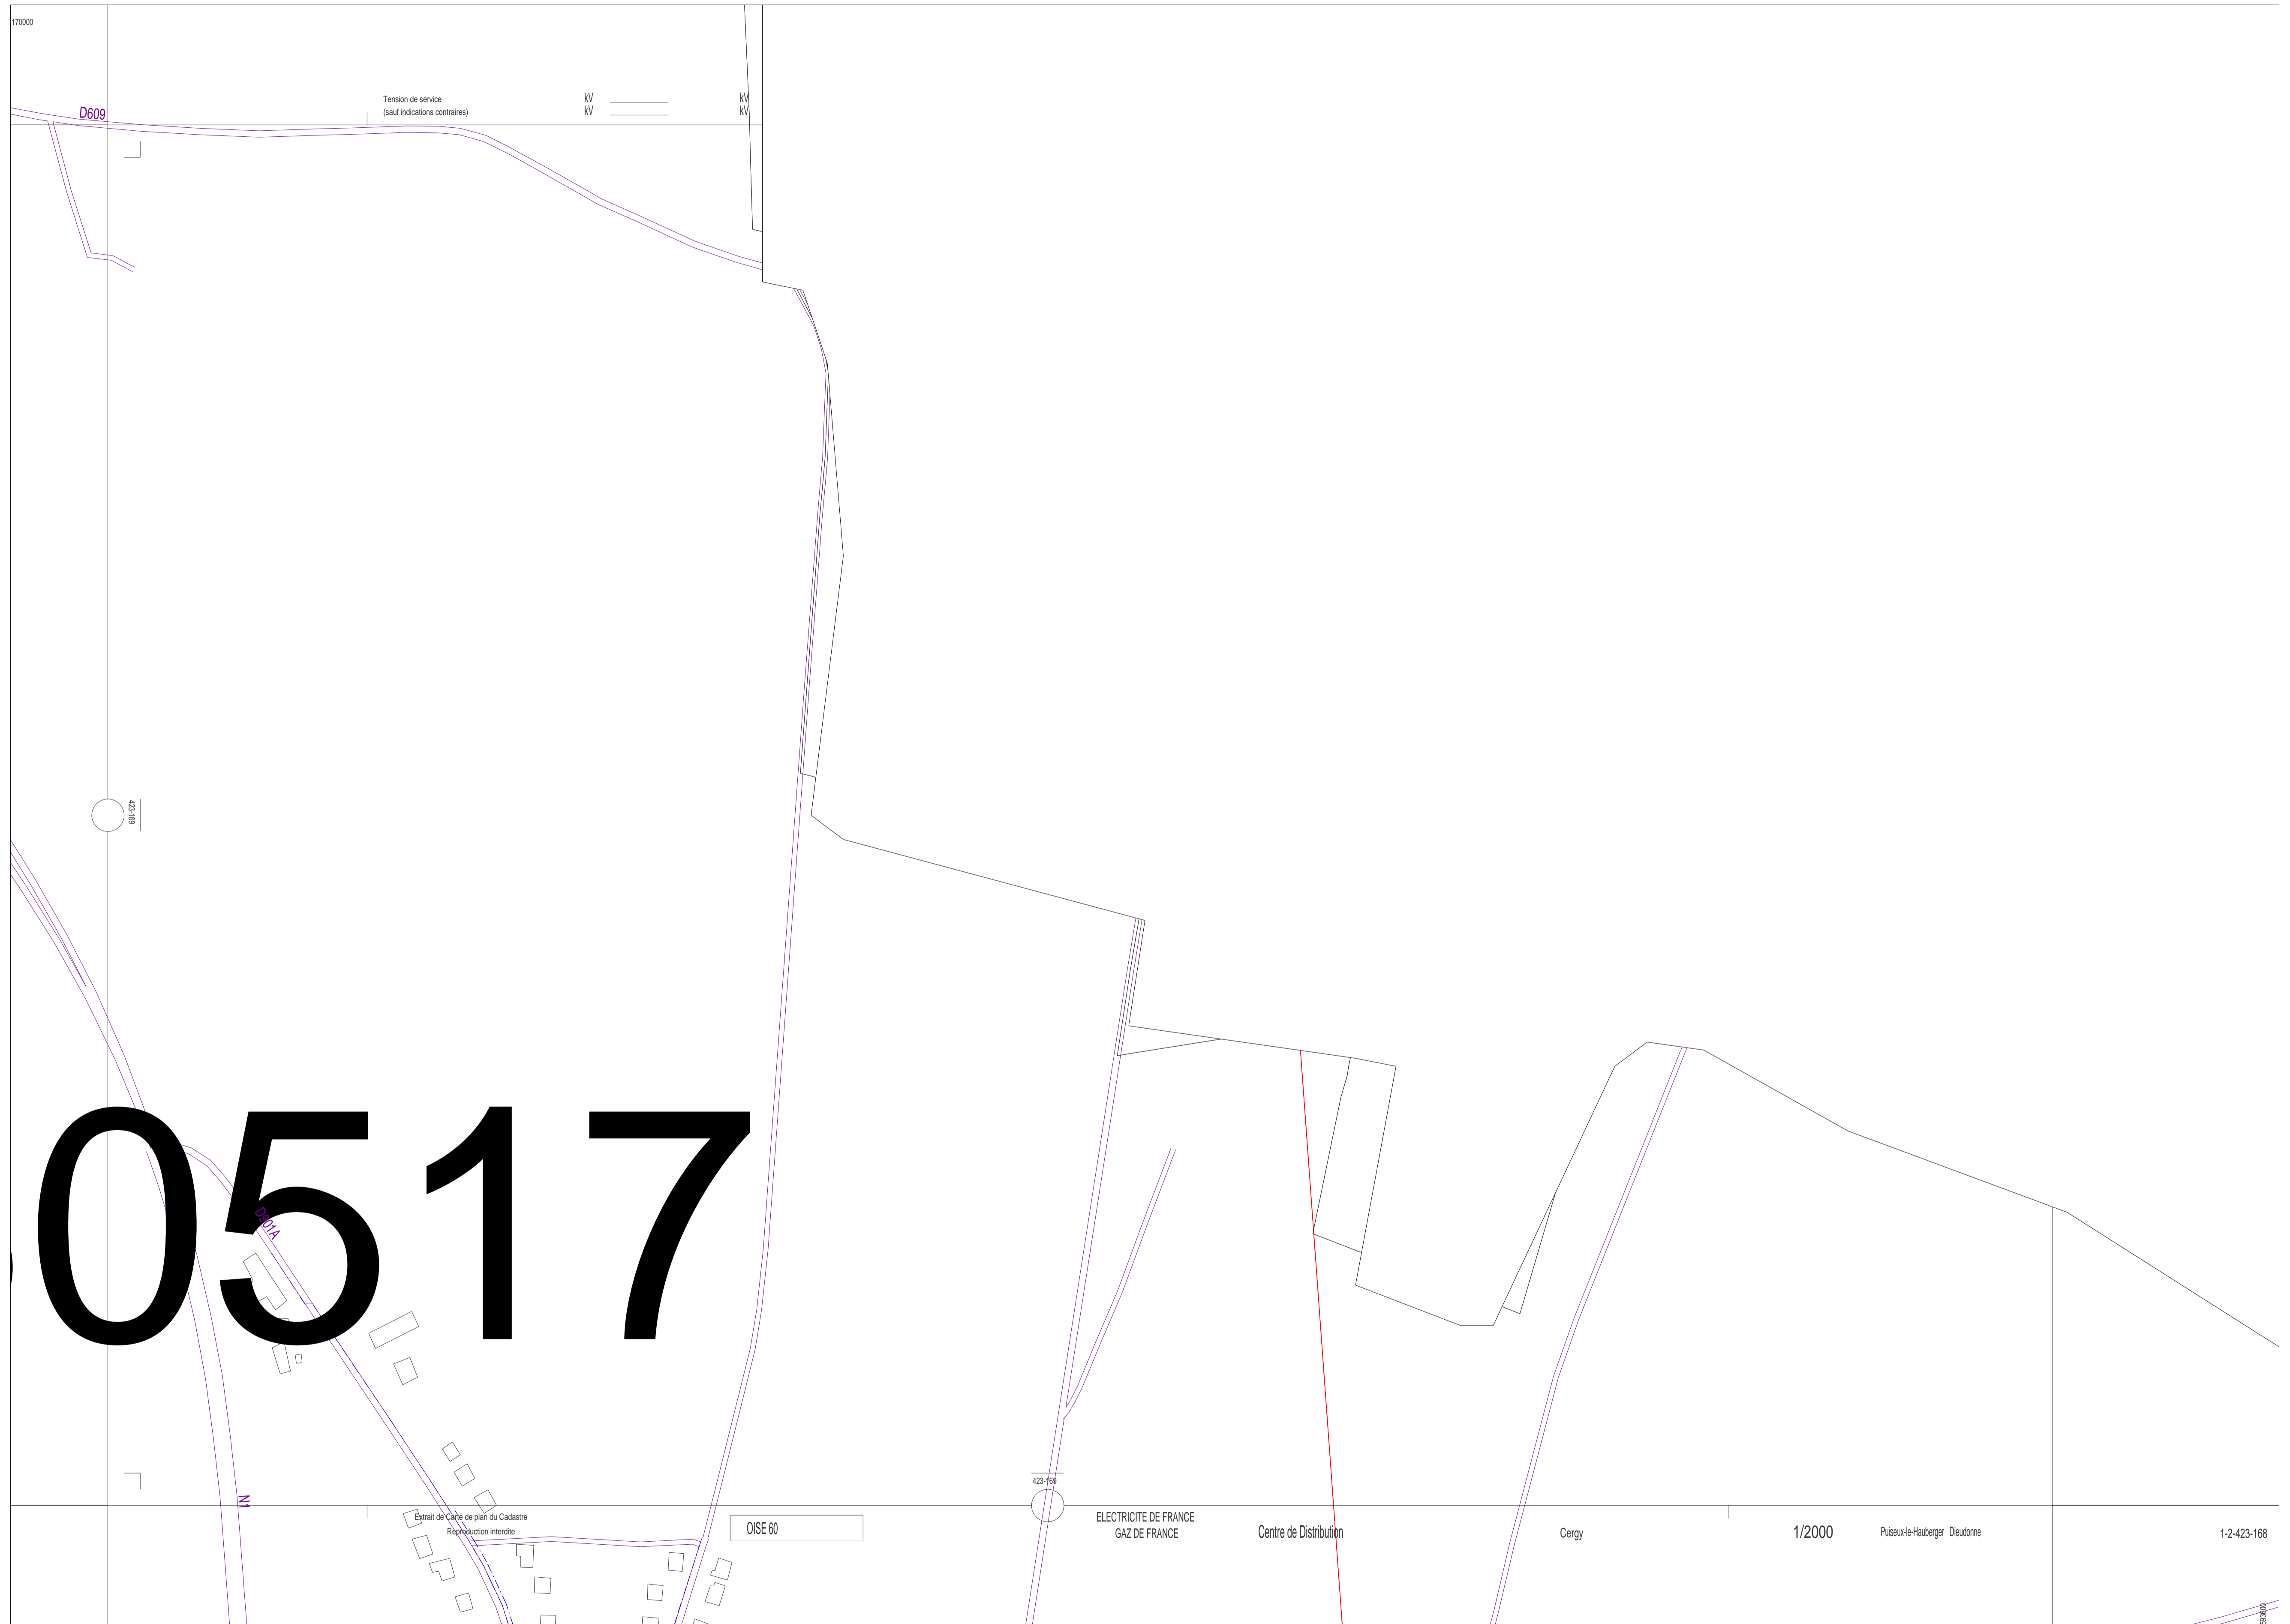 170000
D609
Tension de service kV kV
(sauf indications contraires) kV kV
423-169
0517
D901A
N1
423-169
Extrait de Carte de plan du Cadastre
Reproduction interdite
OISE 60
ELECTRICITE DE FRANCE
GAZ DE FRANCE
Centre de Distribution
Cergy
1/2000
Puiseux-le-Hauberger Dieudonne
1-2-423-168